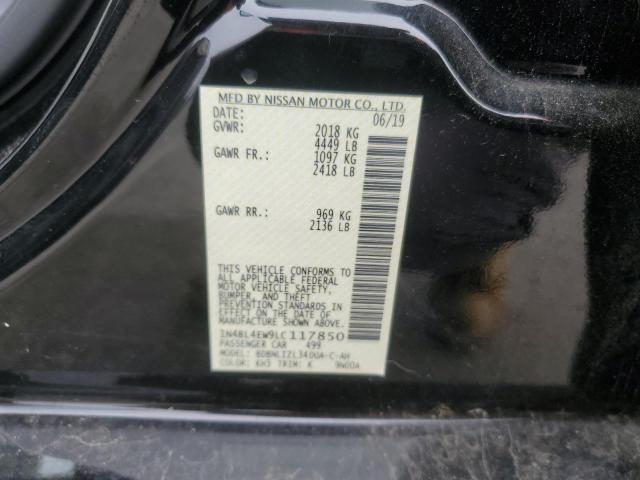 MFD BY NISSAN MOTOR CO., LTD.
DATE: 06/19
GVWR: 2018 KG
4449 LB
GAWR FR.: 1097 KG
2418 LB
GAWR RR.: 969 KG
2136 LB
THIS VEHICLE CONFORMS TO
ALL APPLICABLE FEDERAL
MOTOR VEHICLE SAFETY,
BUMPER, AND THEFT
PREVENTION STANDARDS IN
EFFECT ON THE DATE OF
MANUFACTURE SHOWN ABOVE.
1N4BL4EW9LC117850
PASSENGER CAR 499
MODEL: BDBNLIZL34DUA-C-AH
COLOR: KH3 TRIM: K